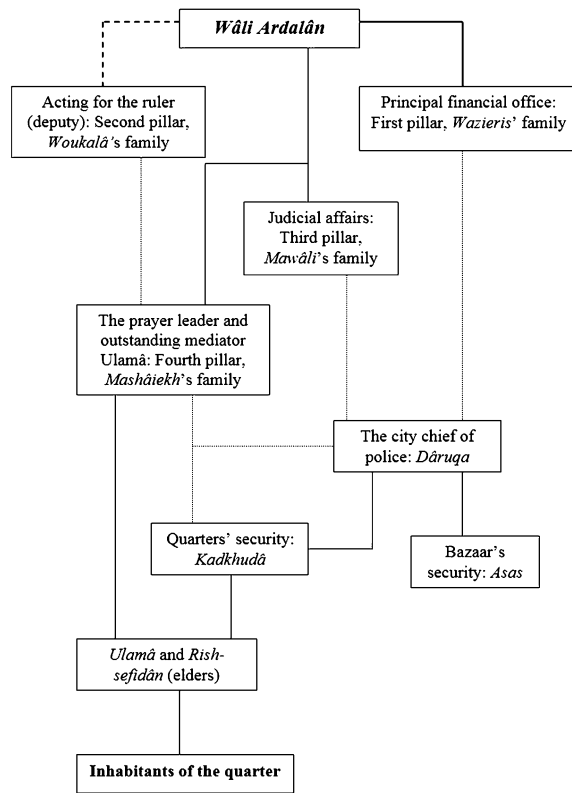 Wâli Ardalân
Acting for the ruler
(deputy): Second pillar,
Woukalâ's family
Principal financial office:
First pillar, Wazieris' family
Judicial affairs:
Third pillar,
Mawâli's family
The prayer leader and
outstanding mediator
Ulamâ: Fourth pillar,
Mashâiekh's family
The city chief of
police: Dâruqa
Quarters' security:
Kadkhudâ
Bazaar's
security: Asas
Ulamâ and Rish-
sefidân (elders)
Inhabitants of the quarter